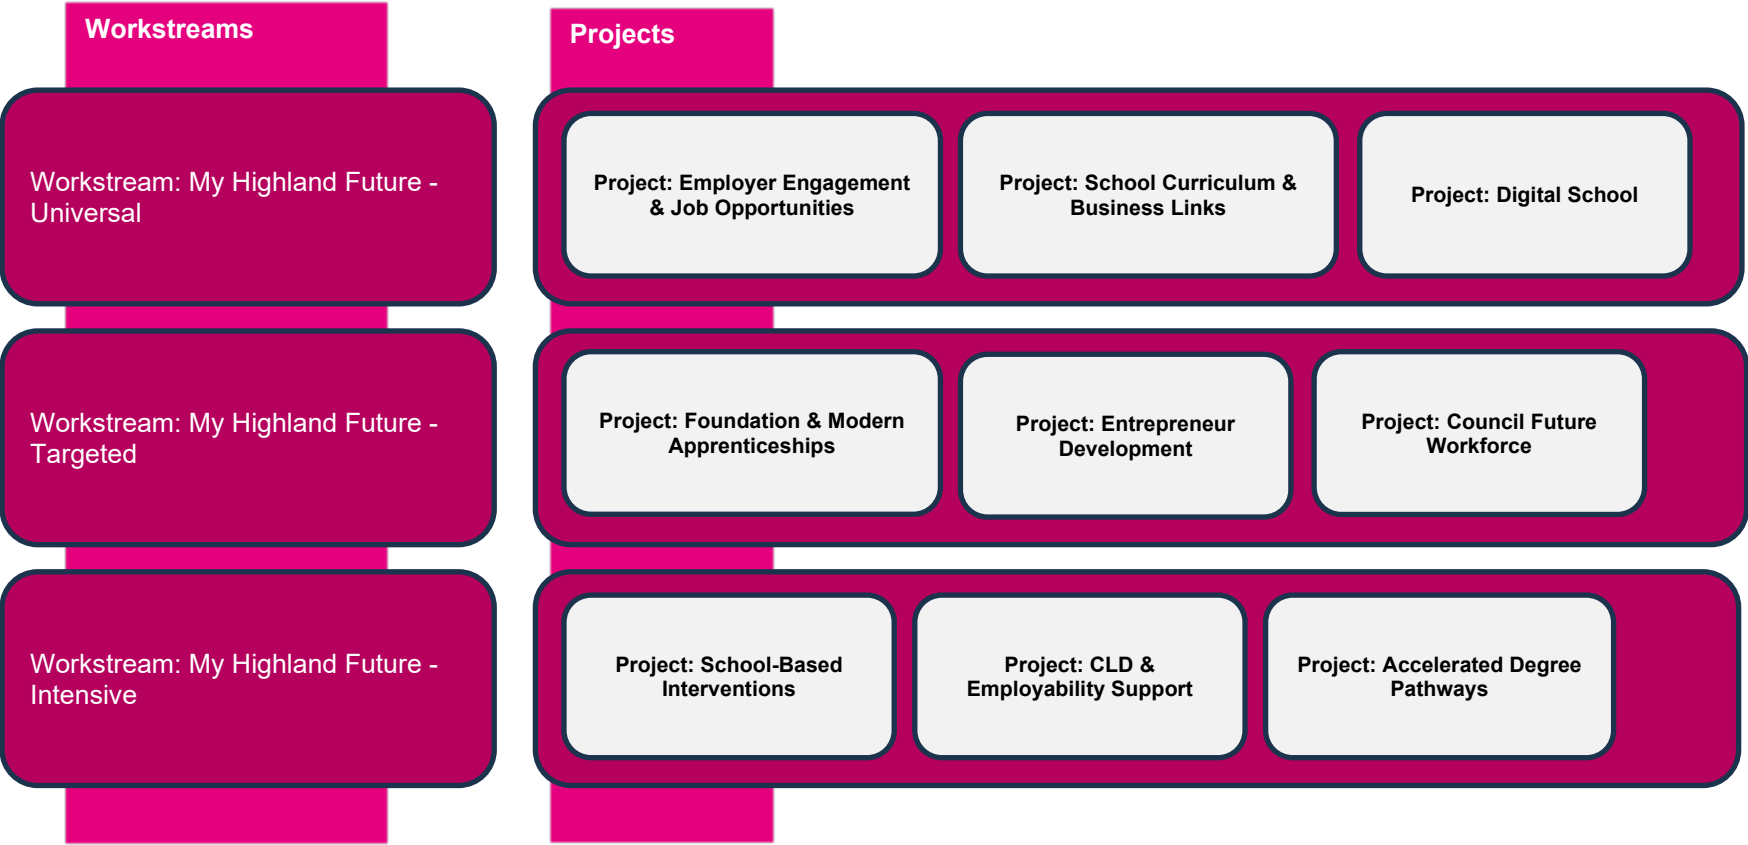 Workstreams
Projects
Workstream: My Highland Future -
Universal
Project: Employer Engagement
& Job Opportunities
Project: School Curriculum &
Business Links
Project: Digital School
Workstream: My Highland Future -
Targeted
Project: Foundation & Modern
Apprenticeships
Project: Entrepreneur
Development
Project: Council Future
Workforce
Workstream: My Highland Future -
Intensive
Project: School-Based
Interventions
Project: CLD &
Employability Support
Project: Accelerated Degree
Pathways